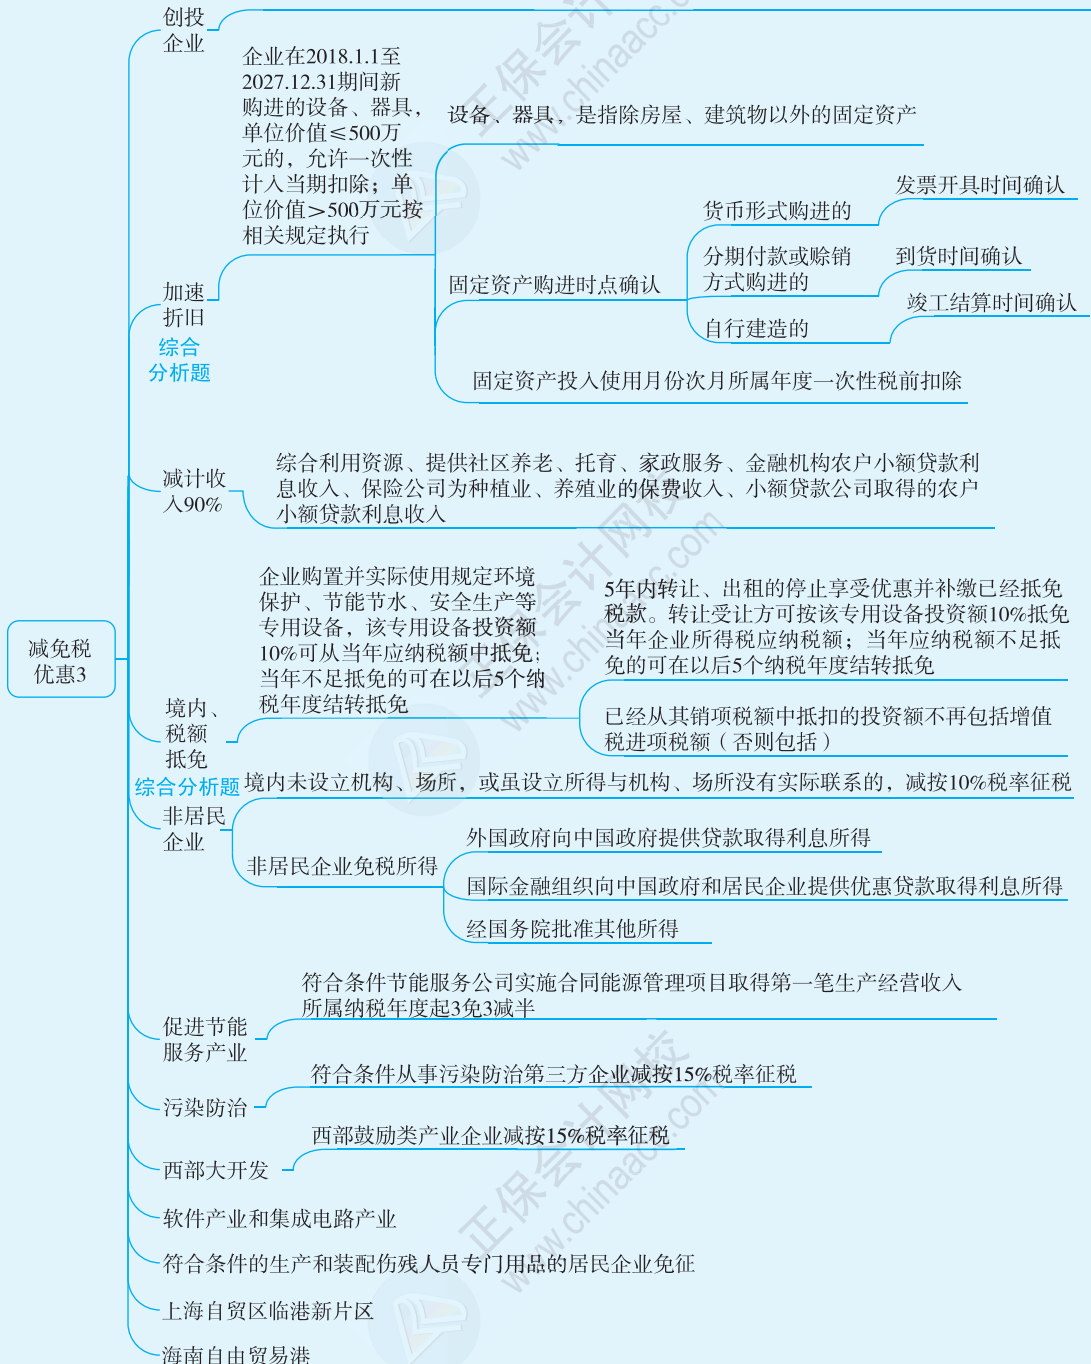 创投
企业
企业在2018.1.1至
2027.12.31期间新
购进的设备、器具，
单位价值≤500万
元的，允许一次性
计入当期扣除；单
位价值＞500万元按
相关规定执行
设备、器具，是指除房屋、建筑物以外的固定资产
发票开具时间确认
货币形式购进的
分期付款或赊销
方式购进的
到货时间确认
固定资产购进时点确认
竣工结算时间确认
自行建造的
加速
折旧
综合
分析题
固定资产投入使用月份次月所属年度一次性税前扣除
减计收
入90%
综合利用资源、提供社区养老、托育、家政服务、金融机构农户小额贷款利
息收入、保险公司为种植业、养殖业的保费收入、小额贷款公司取得的农户
小额贷款利息收入
企业购置并实际使用规定环境
保护、节能节水、安全生产等
专用设备，该专用设备投资额
10%可从当年应纳税额中抵免；
当年不足抵免的可在以后5个纳
税年度结转抵免
5年内转让、出租的停止享受优惠并补缴已经抵免
税款。转让受让方可按该专用设备投资额10%抵免
当年企业所得税应纳税额；当年应纳税额不足抵
免的可在以后5个纳税年度结转抵免
减免税
优惠3
境内、
税额
抵免
已经从其销项税额中抵扣的投资额不再包括增值
税进项税额（否则包括）
综合分析题
境内未设立机构、场所，或虽设立所得与机构、场所没有实际联系的，减按10%税率征税
非居民
企业
外国政府向中国政府提供贷款取得利息所得
非居民企业免税所得
国际金融组织向中国政府和居民企业提供优惠贷款取得利息所得
经国务院批准其他所得
符合条件节能服务公司实施合同能源管理项目取得第一笔生产经营收入
所属纳税年度起3免3减半
促进节能
服务产业
符合条件从事污染防治第三方企业减按15%税率征税
污染防治
西部鼓励类产业企业减按15%税率征税
西部大开发
软件产业和集成电路产业
符合条件的生产和装配伤残人员专门用品的居民企业免征
上海自贸区临港新片区
海南自由贸易港
正保会计
www.chinaacc.co
正保会计网校
www.chinaacc.com
正保会计网校
www.chinaacc.com